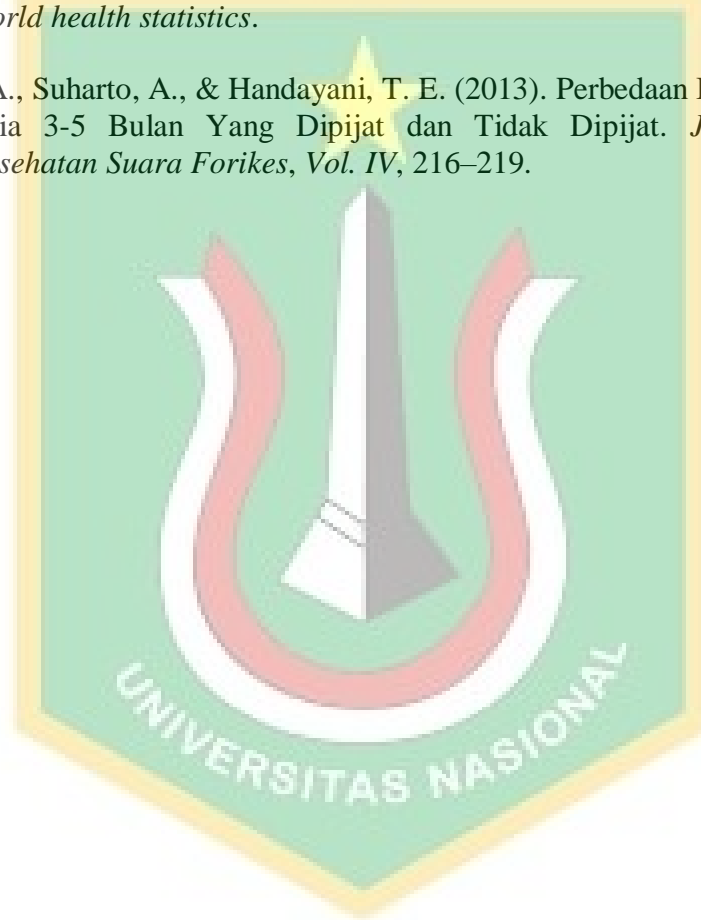 orld health statistics.
A., Suharto, A., & Handayani, T. E. (2013). Perbedaan
ia 3-5 Bulan Yang Dipijat dan Tidak Dipijat. J
sehatan Suara Forikes, Vol. IV, 216–219.
UNIVERSITAS NASIONAL